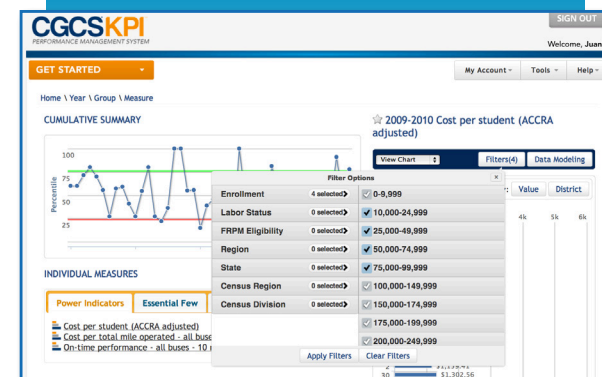 SIGN OUT
CGCSKPI
PERFORMANCE MANAGEMENT SYSTEM
Welcome, Juan
GET STARTED
My Account
Tools
Help
Home \ Year \ Group \ Measure
CUMULATIVE SUMMARY
2009-2010 Cost per student (ACCRA
adjusted)
View Chart
Filters(4)
Data Modeling
Percentile
100
75
50
25
Filter Options
x
Value
District
4k
5k
6k
Enrollment 4 selected
Labor Status 0 selected
FRPM Eligibility 0 selected
Region 0 selected
State 0 selected
Census Region 0 selected
Census Division 0 selected
0-9,999
10,000-24,999
25,000-49,999
50,000-74,999
75,000-99,999
100,000-149,999
150,000-174,999
175,000-199,999
200,000-249,999
Apply Filters
Clear Filters
INDIVIDUAL MEASURES
Power Indicators
Essential Few
Cost per student (ACCRA adjusted)
Cost per total mile operated - all buse
On-time performance - all buses - 10
2
30 $1,302.56